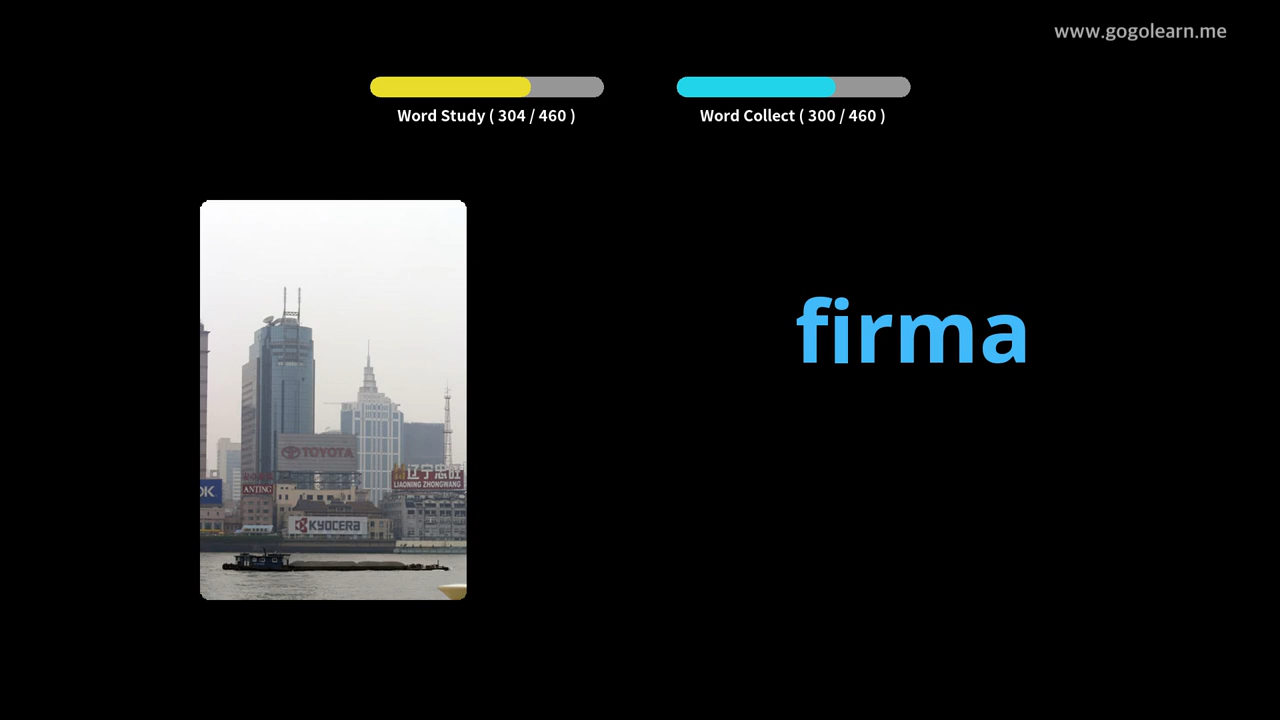 www.gogolearn.me
Word Study ( 304 / 460 )
Word Collect ( 300 / 460 )
firma
TOYOTA
辽宁忠旺
LIAONING ZHONGWANG
OK
ANTING
KYOCERA